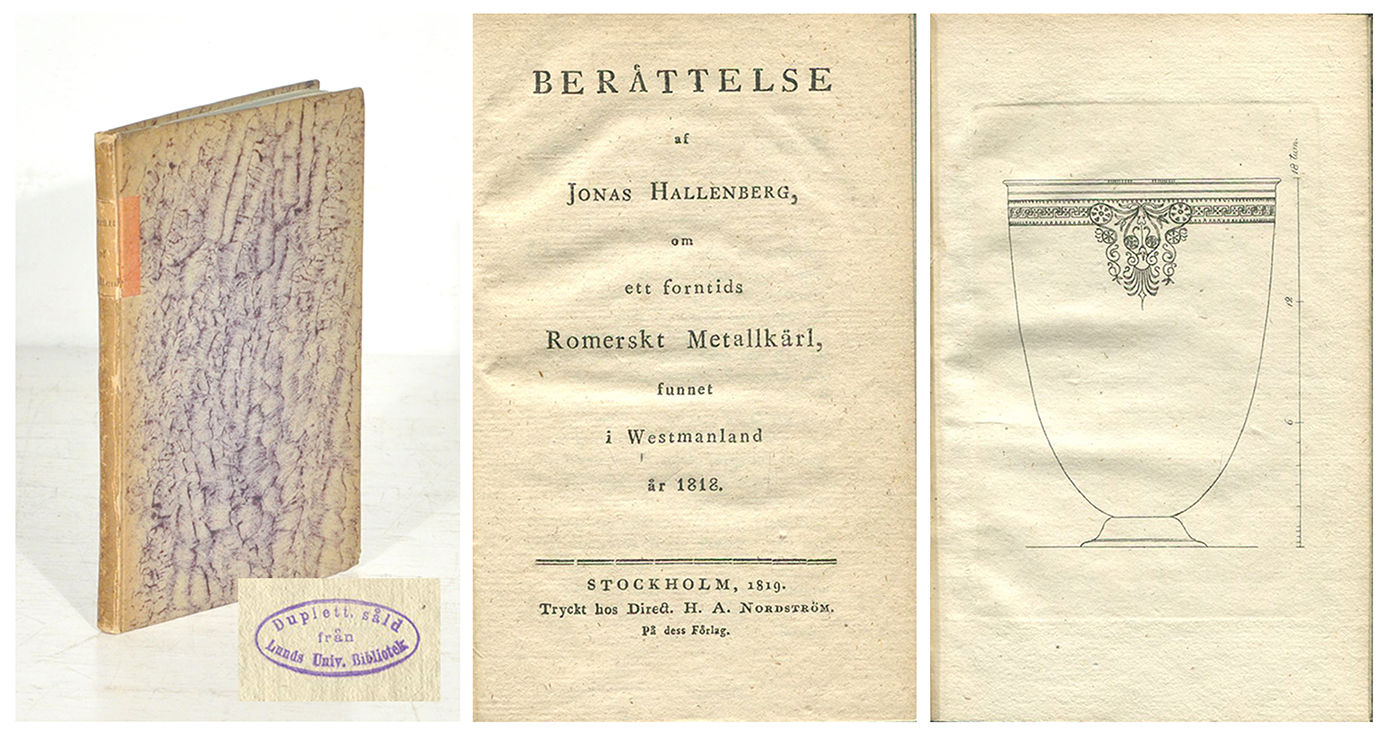 Duplett, såld
från
Lunds Univ. Bibliotek
BERÅTTELSE
af
JONAS HALLENBERG,
om
ett forntids
Romerskt Metallkärl,
funnet
i Westmanland
år 1818.
STOCKHOLM, 1819.
Tryckt hos Direct. H. A. NORDSTRÖM.
På dess Förlag.
18 tum.
12
6